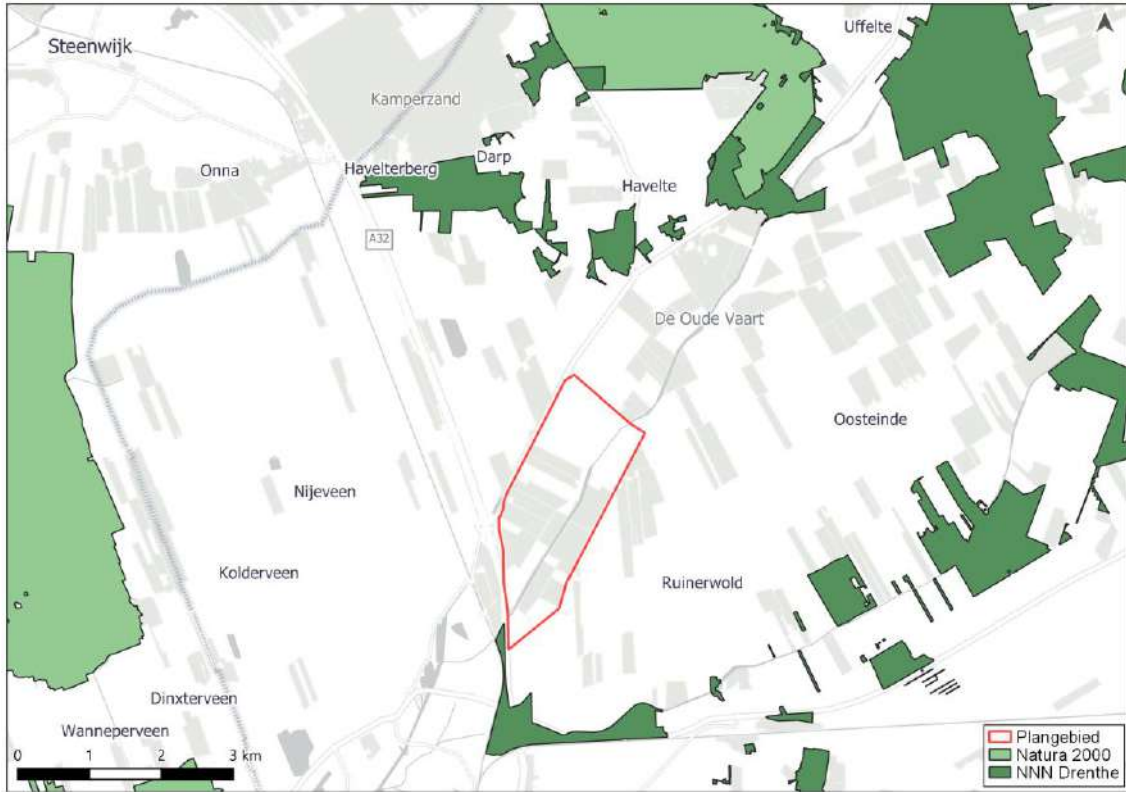 Uffelte
Steenwijk
Kamperzand
Darp
Havelterberg
Onna
Havelte
A32
De Oude Vaart
Oosteinde
Nijeveen
Kolderveen
Ruinerwold
Dinxterveen
Wanneperveen
0 1 2 3 km
Plangebied
Natura 2000
NNN Drenthe